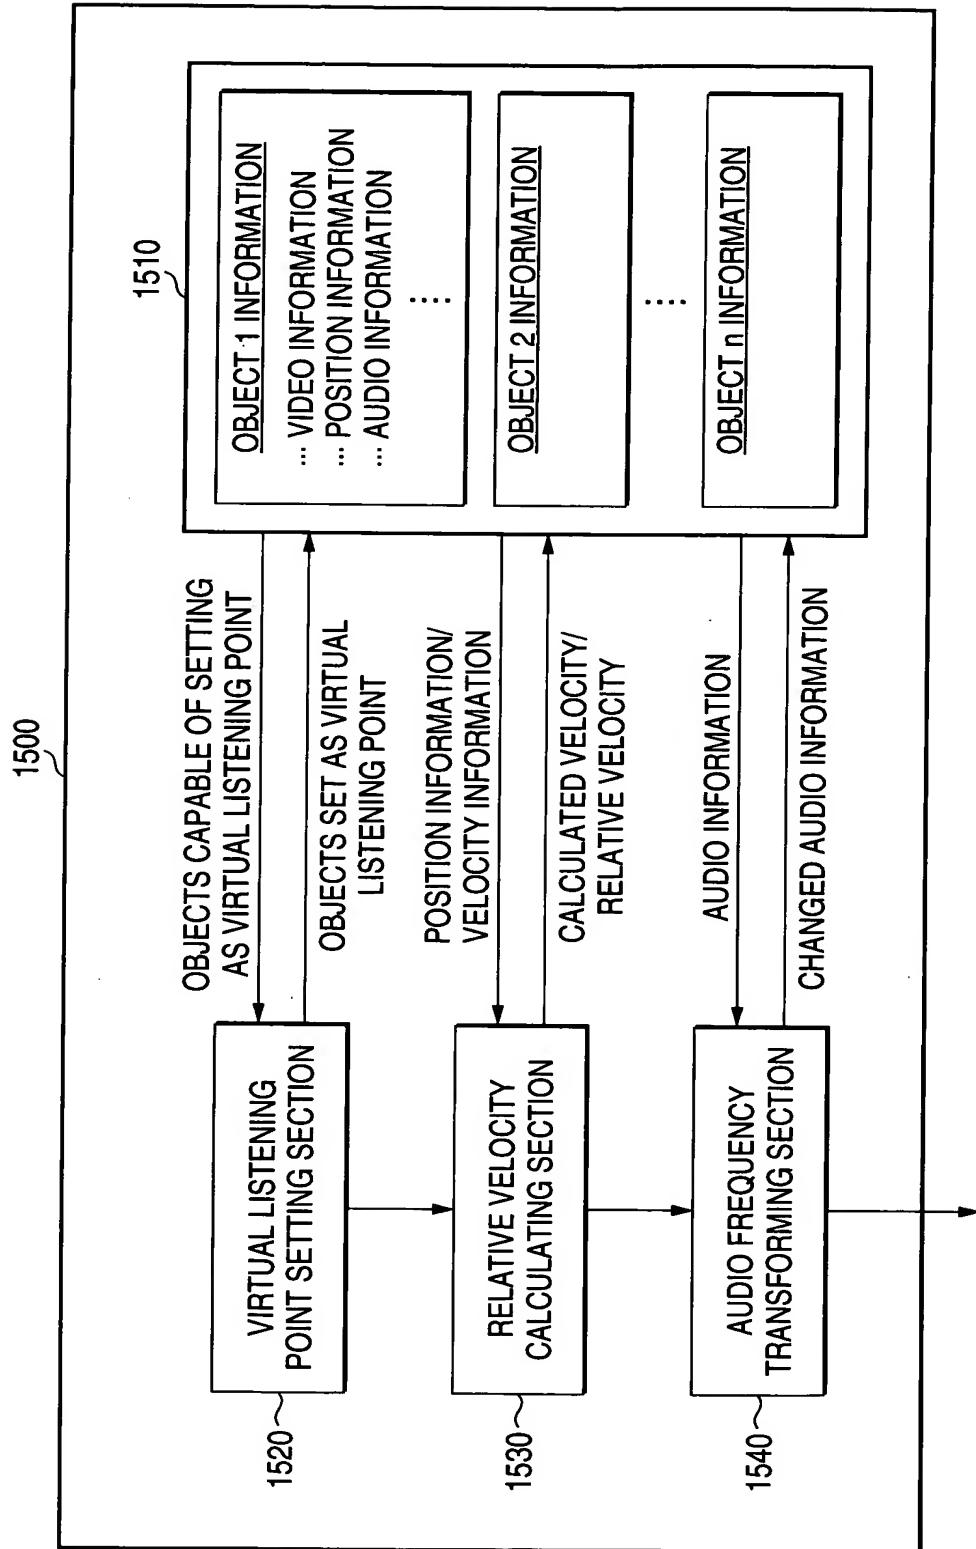 1500
1510
OBJECT 1 INFORMATION
... VIDEO INFORMATION
... POSITION INFORMATION
... AUDIO INFORMATION
OBJECT 2 INFORMATION
OBJECT n INFORMATION
OBJECTS CAPABLE OF SETTING
AS VIRTUAL LISTENING POINT
OBJECTS SET AS VIRTUAL
LISTENING POINT
POSITION INFORMATION/
VELOCITY INFORMATION
CALCULATED VELOCITY/
RELATIVE VELOCITY
AUDIO INFORMATION
CHANGED AUDIO INFORMATION
VIRTUAL LISTENING
POINT SETTING SECTION
1520
RELATIVE VELOCITY
CALCULATING SECTION
1530
AUDIO FREQUENCY
TRANSFORMING SECTION
1540